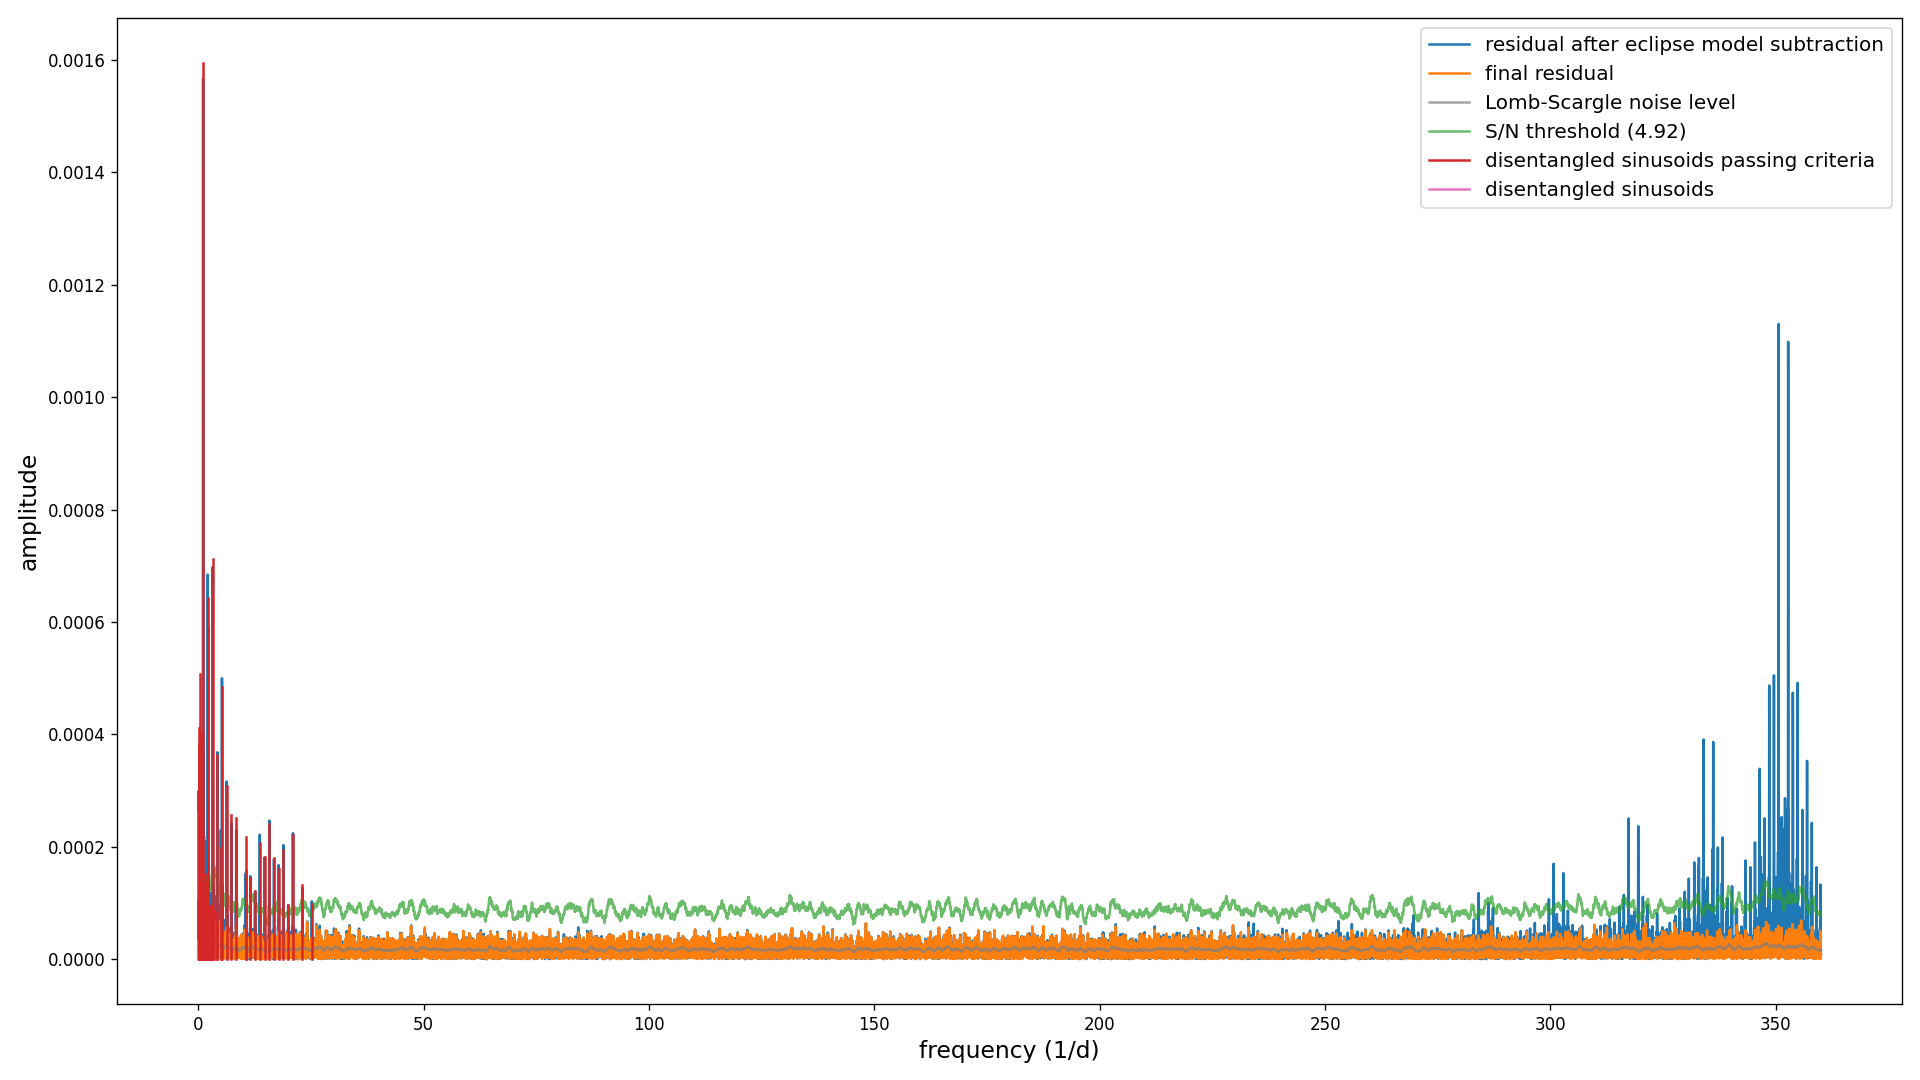 residual after eclipse model subtraction
final residual
Lomb-Scargle noise level
S/N threshold (4.92)
disentangled sinusoids passing criteria
disentangled sinusoids
0.0016
0.0014
0.0012
0.0010
0.0008
0.0006
0.0004
0.0002
0.0000
amplitude
0 50 100 150 200 250 300 350
frequency (1/d)